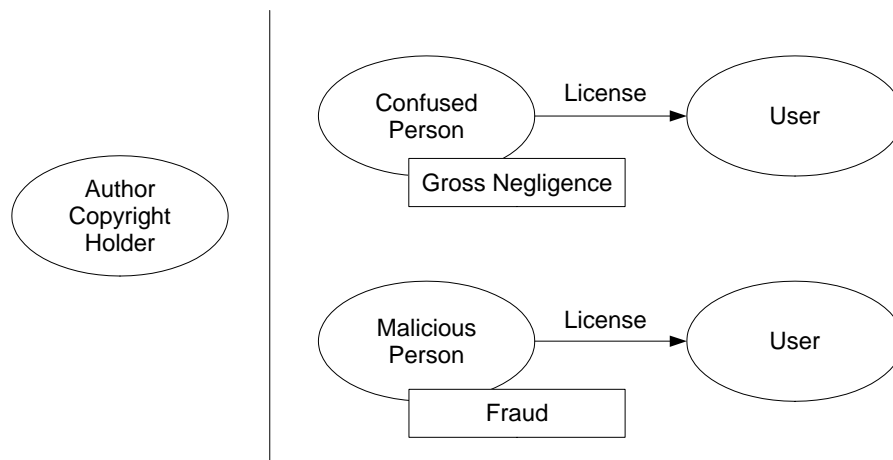 Author
Copyright
Holder
Confused
Person
License
User
Gross Negligence
Malicious
Person
License
User
Fraud